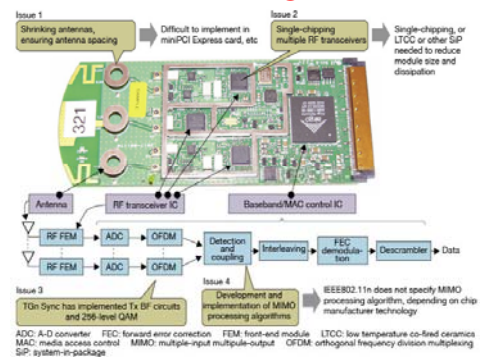 Issue 1
Shrinking antennas,
ensuring antenna spacing
Difficult to implement in
miniPCI Express card, etc
Issue 2
Single-chipping
multiple RF transceivers
Single-chipping, or
LTCC or other SiP
needed to reduce
module size and
dissipation
321
Antenna
RF transceiver IC
Baseband/MAC control IC
RF FEM
ADC
OFDM
RF FEM
ADC
OFDM
Detection
and
coupling
Interleaving
FEC
demodula-
tion
Descrambler
Data
Issue 3
TGn Sync has implemented Tx BF circuits
and 256-level QAM
Issue 4
Development and
implementation of MIMO
processing algorithms
IEEE802.11n does not specify MIMO
processing algorithm, depending on chip
manufacturer technology
ADC: A-D converter FEC: forward error correction FEM: front-end module LTCC: low temperature co-fired ceramics
MAC: media access control MIMO: multiple-input multipule-output OFDM: orthogonal frequency division multiplexing
SiP: system-in-package